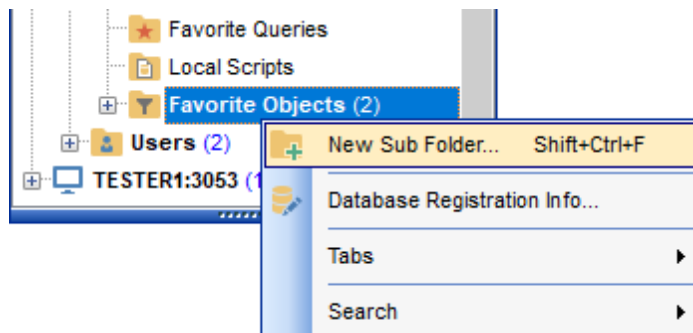 Favorite Queries
Local Scripts
Favorite Objects (2)
Users (2)
New Sub Folder... Shift+Ctrl+F
TESTER1:3053 (1
Database Registration Info...
Tabs
Search